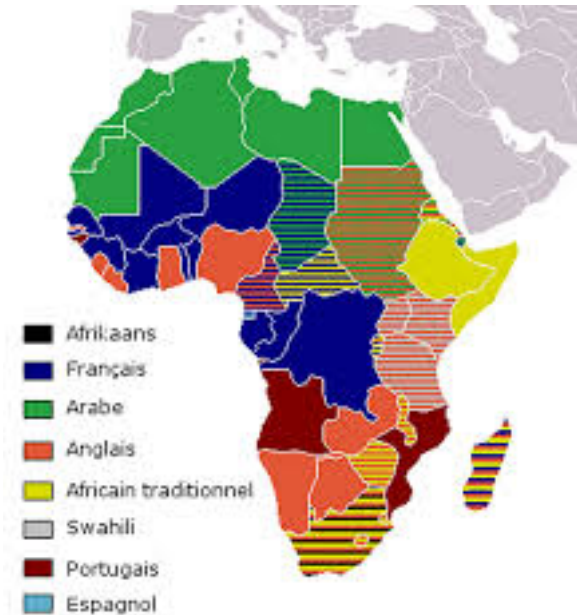 Afrikaans
Français
Arabe
Anglais
Africain traditionnel
Swahili
Portugais
Espagnol